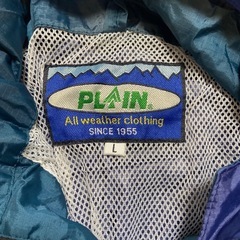 PLAIN.
All weather clothing
SINCE 1955
L